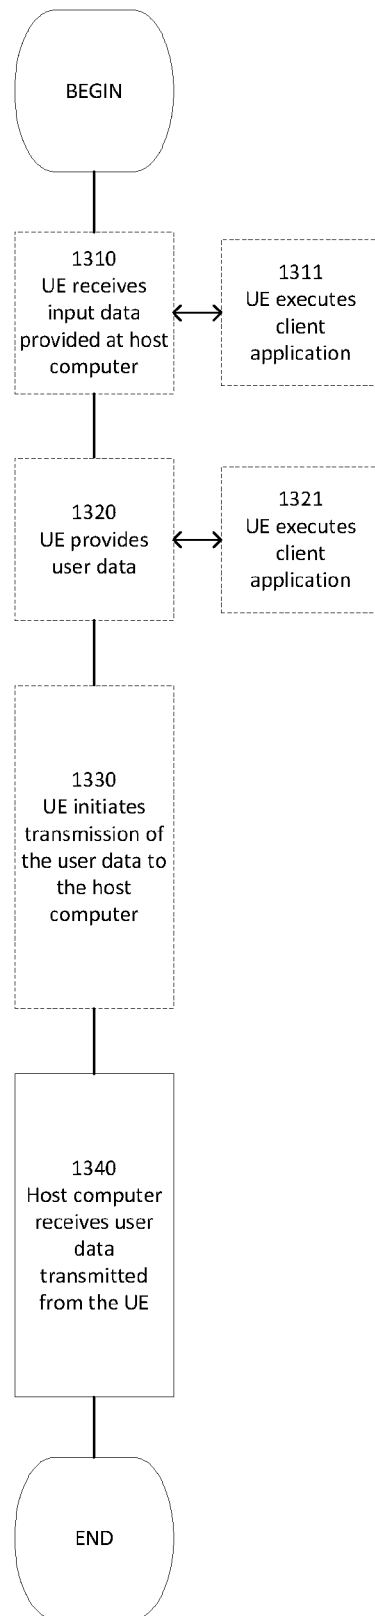 BEGIN
1310
UE receives
input data
provided at host
computer
1311
UE executes
client
application
1320
UE provides
user data
1321
UE executes
client
application
1330
UE initiates
transmission of
the user data to
the host
computer
1340
Host computer
receives user
data
transmitted
from the UE
END